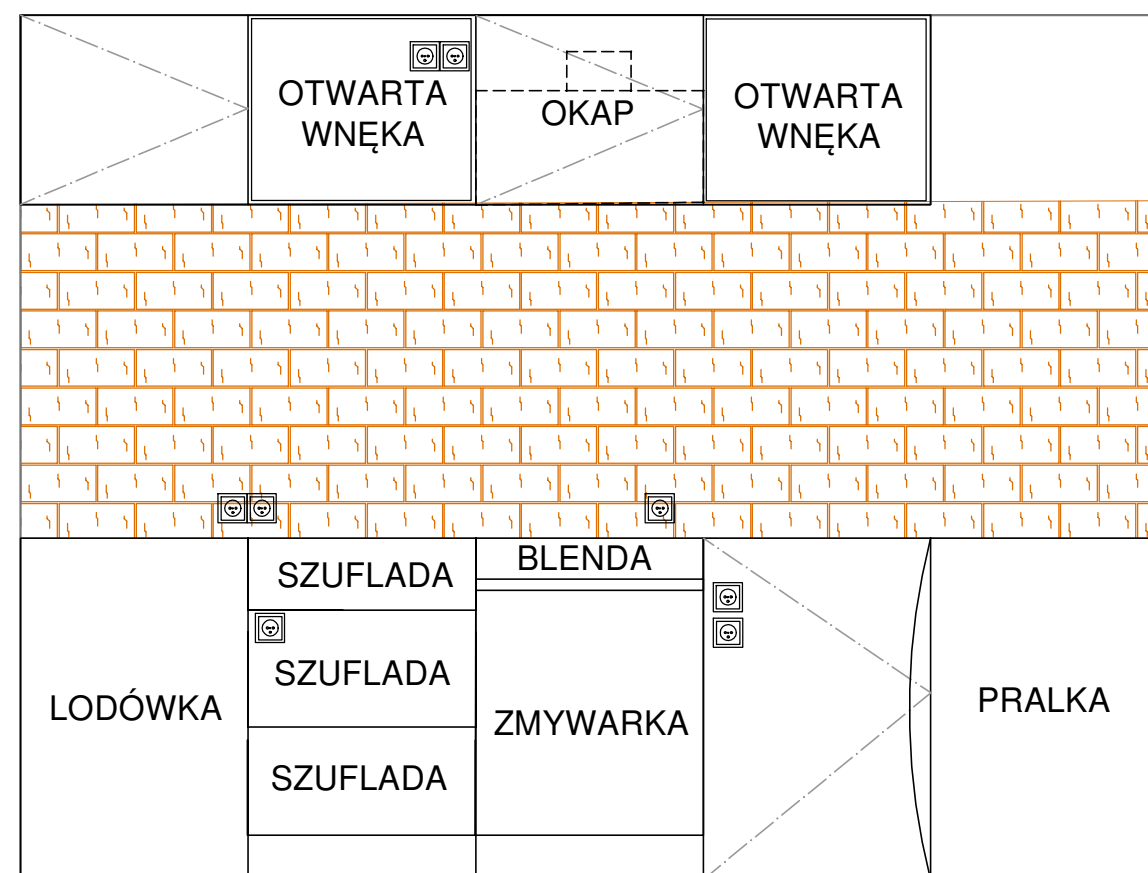 OTWARTA
WNĘKA
OKAP
OTWARTA
WNĘKA
BLENDA
SZUFLADA
SZUFLADA
LODÓWKA
ZMYWARKA
PRALKA
SZUFLADA